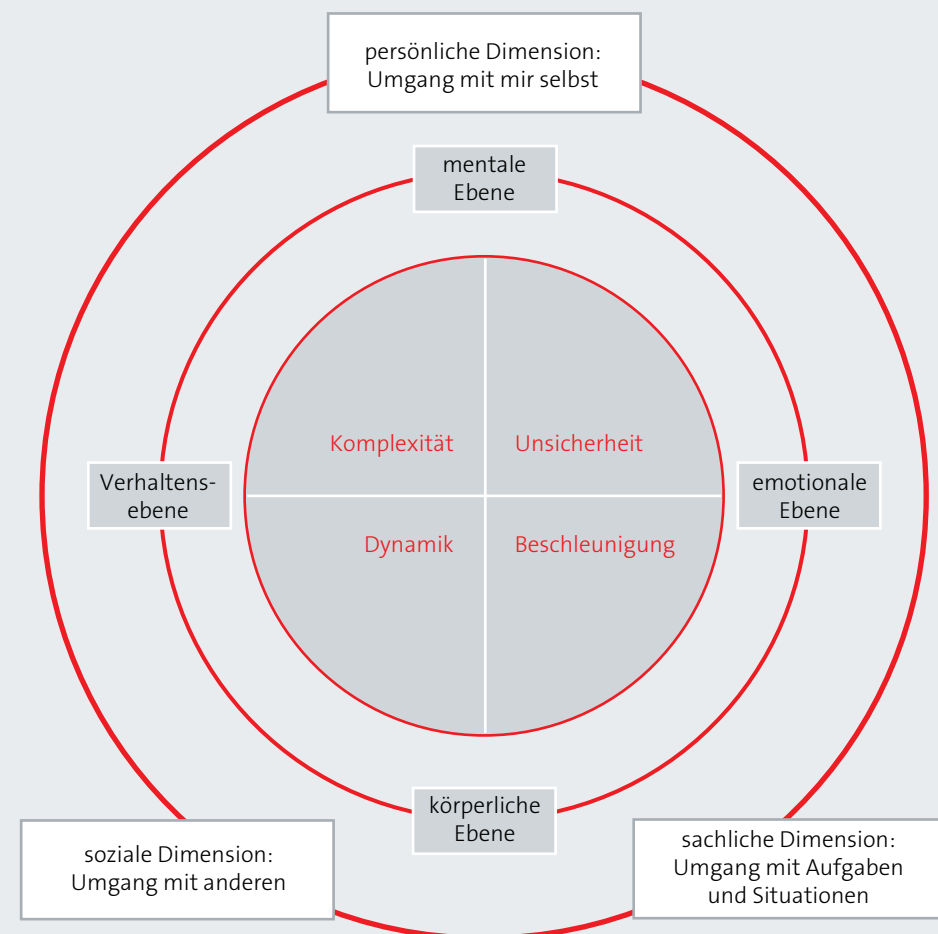 persönliche Dimension:
Umgang mit mir selbst
mentale
Ebene
Komplexität
Unsicherheit
Verhaltens-
ebene
emotionale
Ebene
Dynamik
Beschleunigung
körperliche
Ebene
soziale Dimension:
Umgang mit anderen
sachliche Dimension:
Umgang mit Aufgaben
und Situationen